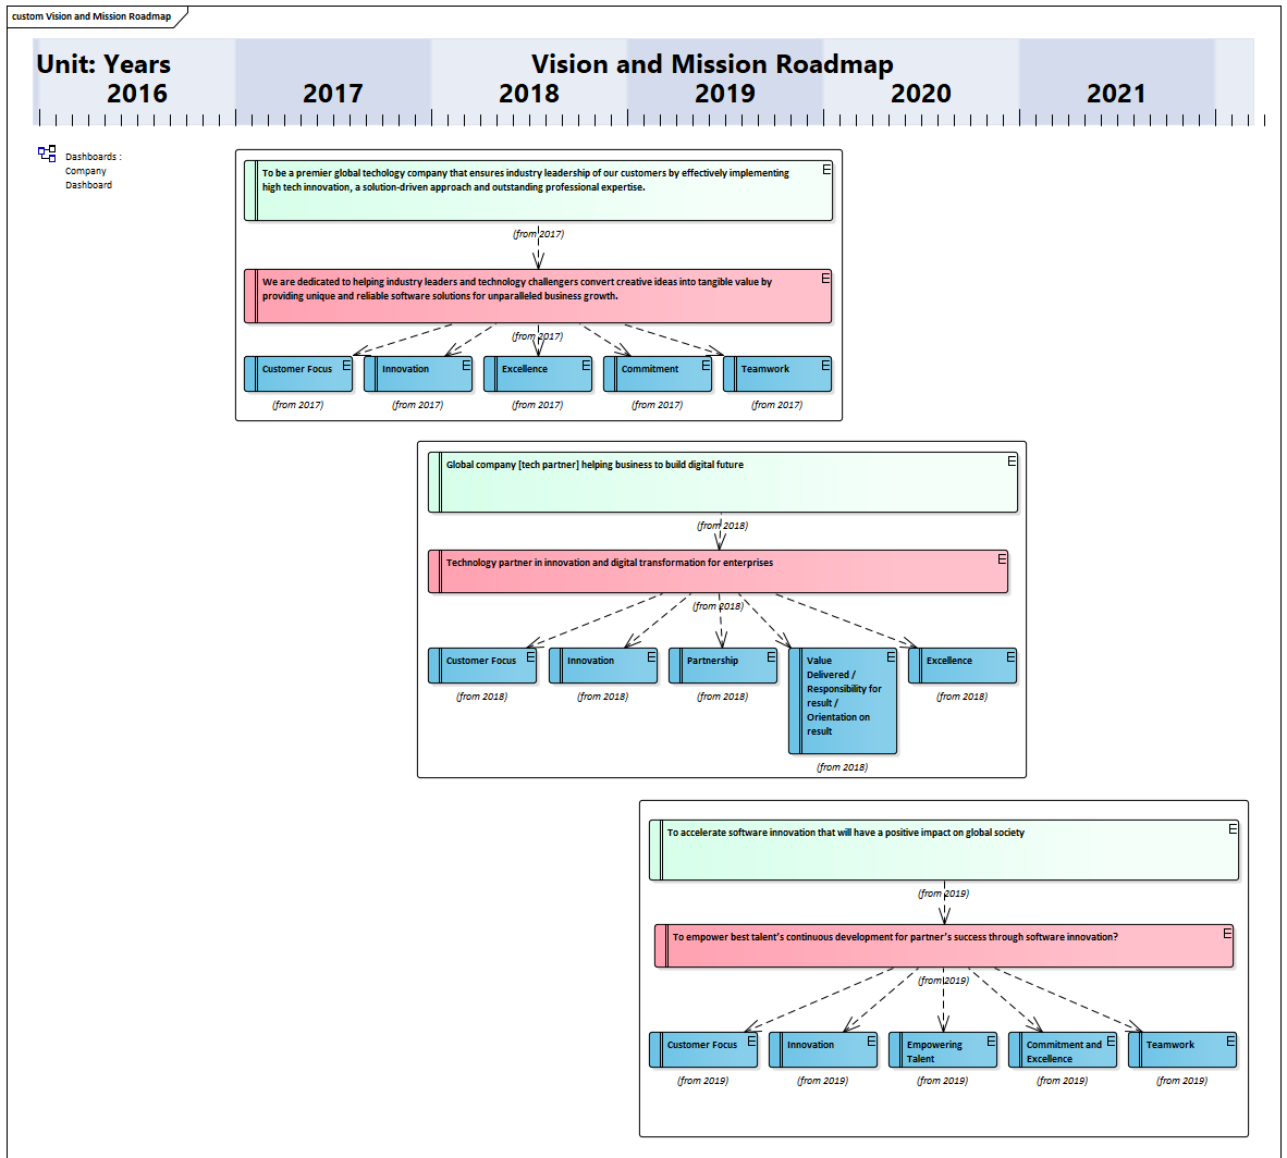 custom Vision and Mission Roadmap
Unit: Years
Vision and Mission Roadmap
2016 2017 2018 2019 2020 2021
Dashboards :
Company
Dashboard
To be a premier global techology company that ensures industry leadership of our customers by effectively implementing
high tech innovation, a solution-driven approach and outstanding professional expertise.
(from 2017)
We are dedicated to helping industry leaders and technology challengers convert creative ideas into tangible value by
providing unique and reliable software solutions for unparalleled business growth.
(from 2017)
Customer Focus Innovation Excellence Commitment Teamwork
(from 2017) (from 2017) (from 2017) (from 2017) (from 2017)
Global company [tech partner] helping business to build digital future
(from 2018)
Technology partner in innovation and digital transformation for enterprises
(from 2018)
Customer Focus
(from 2018)
Innovation
(from 2018)
Partnership
(from 2018)
Value
Delivered /
Responsibility for
result /
Orientation on
result
(from 2018)
Excellence
(from 2018)
To accelerate software innovation that will have a positive impact on global society
(from 2019)
To empower best talent's continuous development for partner's success through software innovation?
(from 2019)
Customer Focus
(from 2019)
Innovation
(from 2019)
Empowering
Talent
(from 2019)
Commitment and
Excellence
(from 2019)
Teamwork
(from 2019)